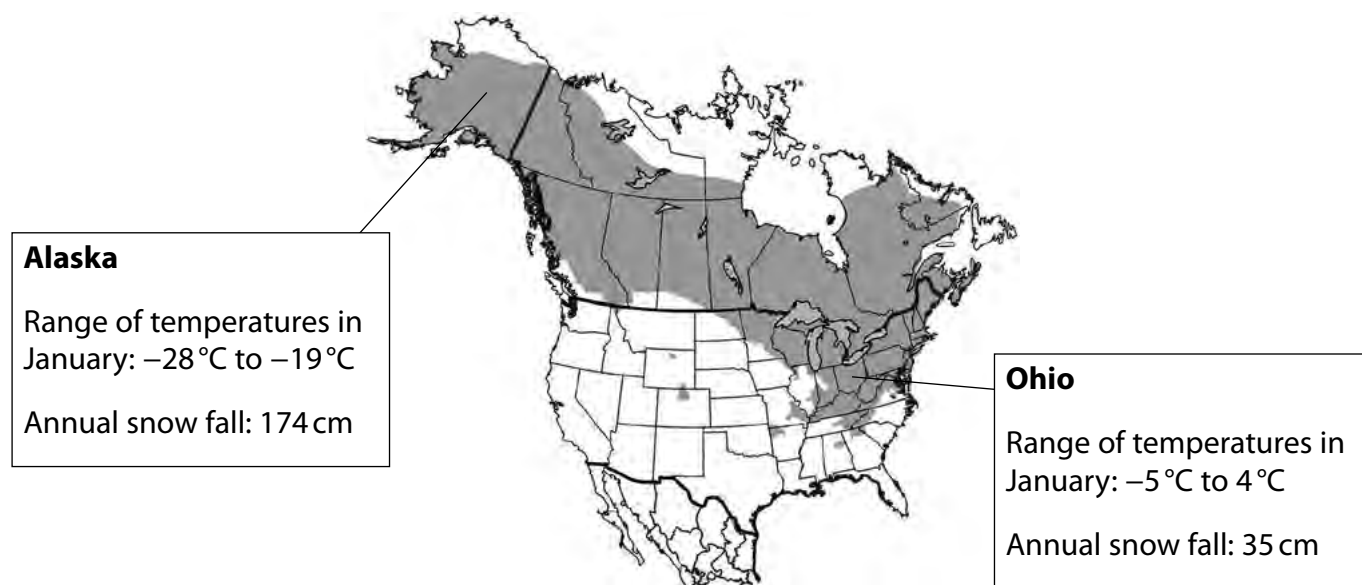 Alaska
Range of temperatures in
January: –28 °C to –19 °C
Annual snow fall: 174 cm
Ohio
Range of temperatures in
January: –5 °C to 4 °C
Annual snow fall: 35 cm